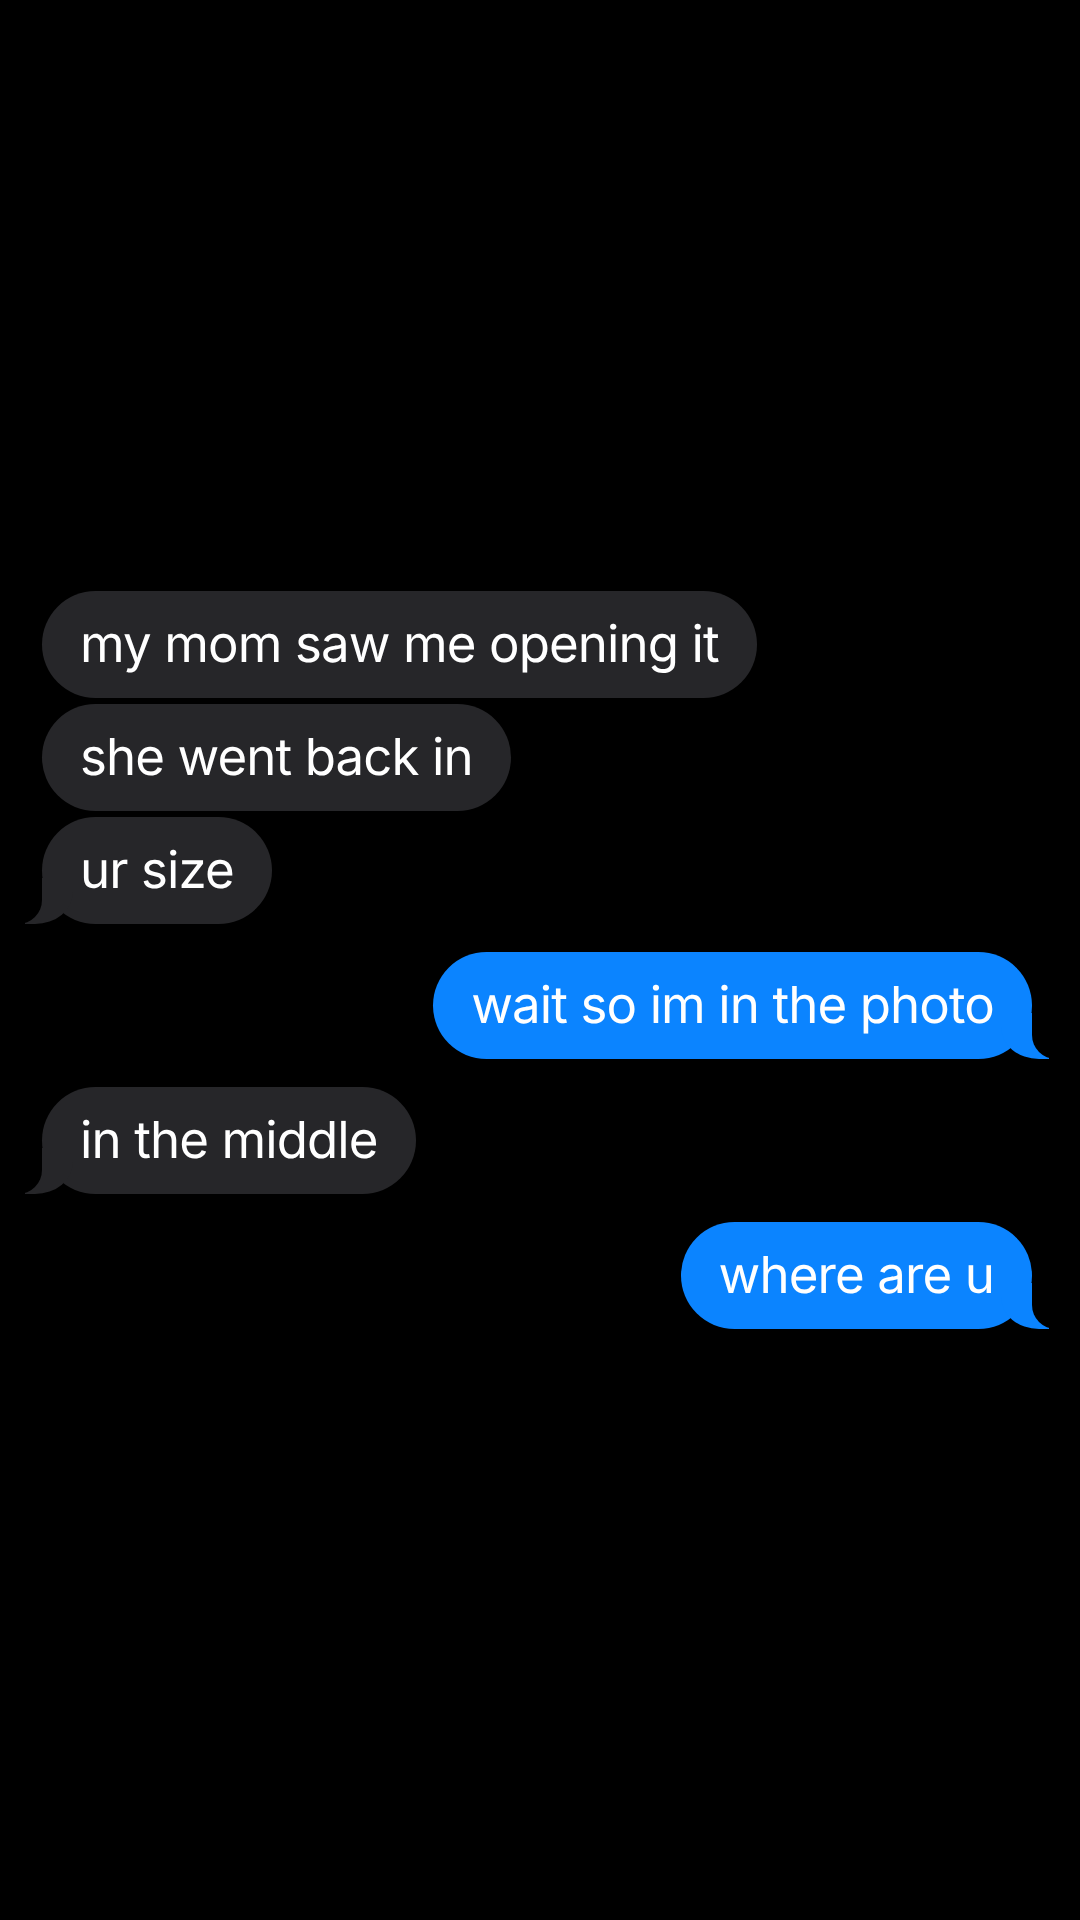 my mom saw me opening it
she went back in
ur size
wait so im in the photo
in the middle
where are u